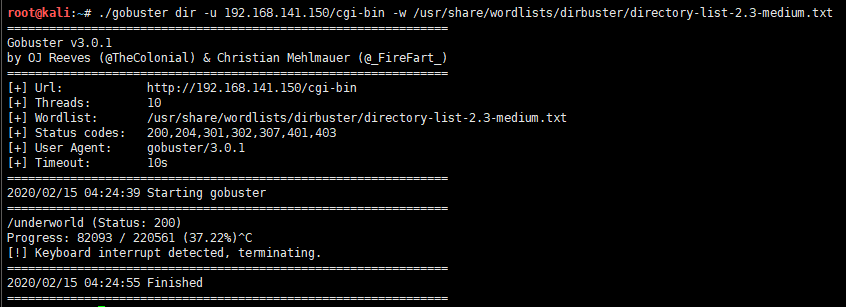 root@kali:~# ./gobuster dir -u 192.168.141.150/cgi-bin -w /usr/share/wordlists/dirbuster/directory-list-2.3-medium.txt
===============================================================
Gobuster v3.0.1
by OJ Reeves (@TheColonial) & Christian Mehlmauer (@_FireFart_)
===============================================================
[+] Url:            http://192.168.141.150/cgi-bin
[+] Threads:        10
[+] Wordlist:       /usr/share/wordlists/dirbuster/directory-list-2.3-medium.txt
[+] Status codes:   200,204,301,302,307,401,403
[+] User Agent:     gobuster/3.0.1
[+] Timeout:        10s
===============================================================
2020/02/15 04:24:39 Starting gobuster
===============================================================
/underworld (Status: 200)
Progress: 82093 / 220561 (37.22%)^C
[!] Keyboard interrupt detected, terminating.
===============================================================
2020/02/15 04:24:55 Finished
===============================================================